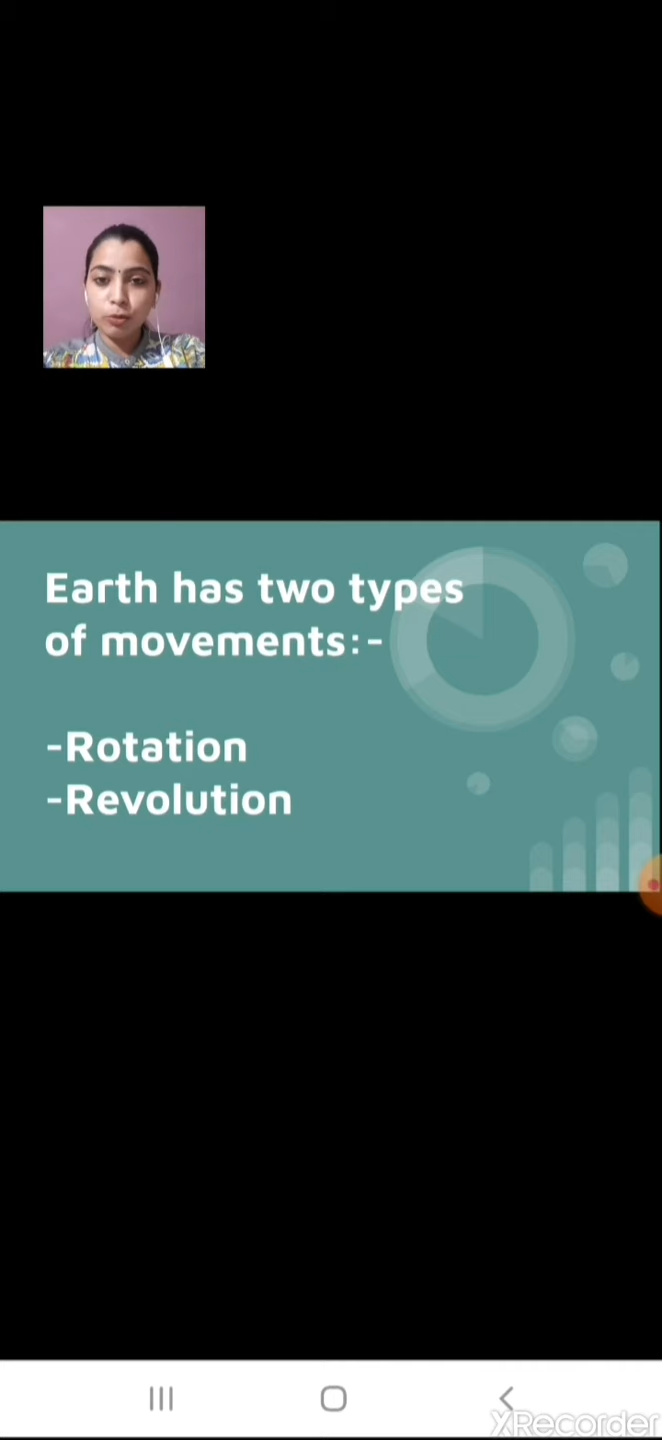 Earth has two types
of movements:-
-Rotation
-Revolution
XRecorder